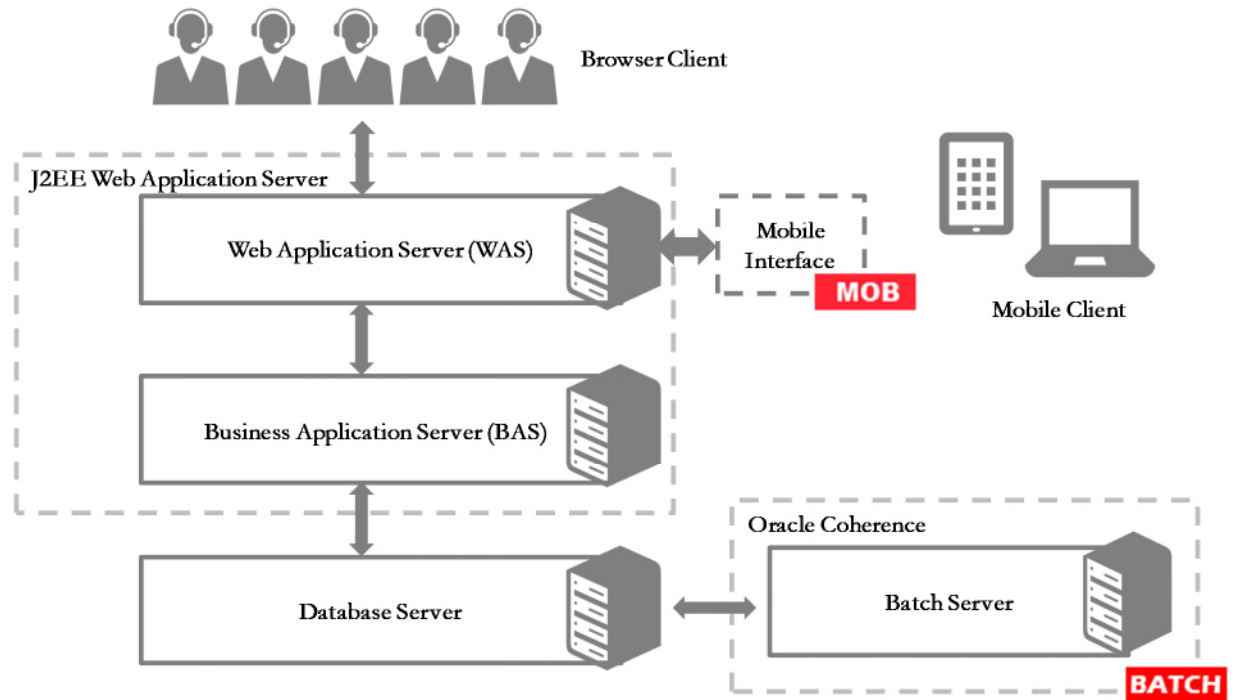 Browser Client
J2EE Web Application Server
Web Application Server (WAS)
Mobile
Interface
MOB
Mobile Client
Business Application Server (BAS)
Oracle Coherence
Database Server
Batch Server
BATCH